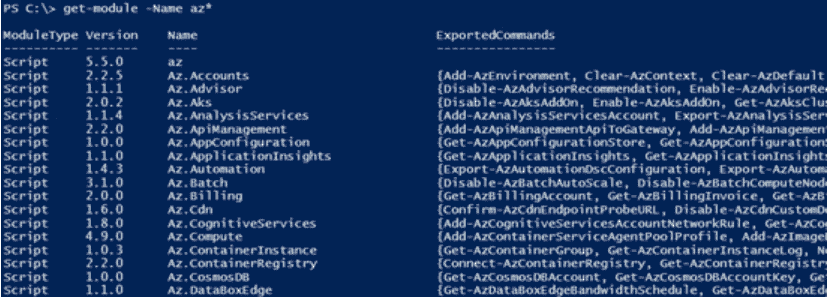 PS C:\> get-module -Name az*
ModuleType Version Name ExportedCommands
---------- ------- ---- ----------------
Script 5.5.0 az
Script 2.2.5 Az.Accounts {Add-AzEnvironment, Clear-AzContext, Clear-AzDefault
Script 1.1.1 Az.Advisor {Disable-AzAdvisorRecommendation, Enable-AzAdvisorRec
Script 2.0.2 Az.Aks {Disable-AzAksAddOn, Enable-AzAksAddOn, Get-AzAksClus
Script 1.1.4 Az.AnalysisServices {Add-AzAnalysisServicesAccount, Export-AzAnalysisServ
Script 2.2.0 Az.ApiManagement {Add-AzApiManagementApiToGateway, Add-AzApiManagement
Script 1.0.0 Az.AppConfiguration {Get-AzAppConfigurationStore, Get-AzAppConfigurationS
Script 1.1.0 Az.ApplicationInsights {Get-AzApplicationInsights, Get-AzApplicationInsights
Script 1.4.3 Az.Automation {Export-AzAutomationDscConfiguration, Export-AzAutoma
Script 3.1.0 Az.Batch {Disable-AzBatchAutoScale, Disable-AzBatchComputeNode
Script 2.0.0 Az.Billing {Get-AzBillingAccount, Get-AzBillingInvoice, Get-AzBi
Script 1.6.0 Az.Cdn {Confirm-AzCdnEndpointProbeURL, Disable-AzCdnCustomDo
Script 1.8.0 Az.CognitiveServices {Add-AzCognitiveServicesAccountNetworkRule, Get-AzCog
Script 4.9.0 Az.Compute {Add-AzContainerServiceAgentPoolProfile, Add-AzImageD
Script 1.0.3 Az.ContainerInstance {Get-AzContainerGroup, Get-AzContainerInstanceLog, Ne
Script 2.2.0 Az.ContainerRegistry {Connect-AzContainerRegistry, Get-AzContainerRegistry
Script 1.0.0 Az.CosmosDB {Get-AzCosmosDBAccount, Get-AzCosmosDBAccountKey, Get
Script 1.1.0 Az.DataBoxEdge {Get-AzDataBoxEdgeBandwidthSchedule, Get-AzDataBoxEdg